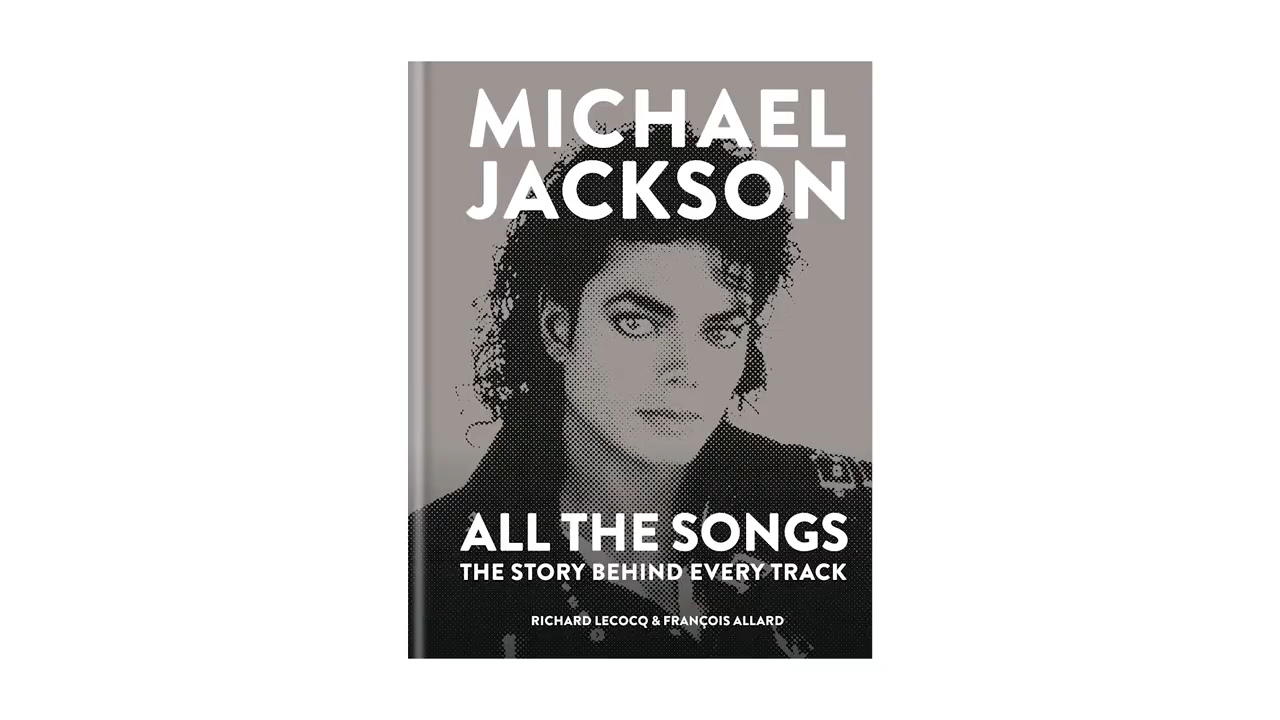 MICHAEL
JACKSON
ALL THE SONGS
THE STORY BEHIND EVERY TRACK
RICHARD LECOCQ & FRANÇOIS ALLARD